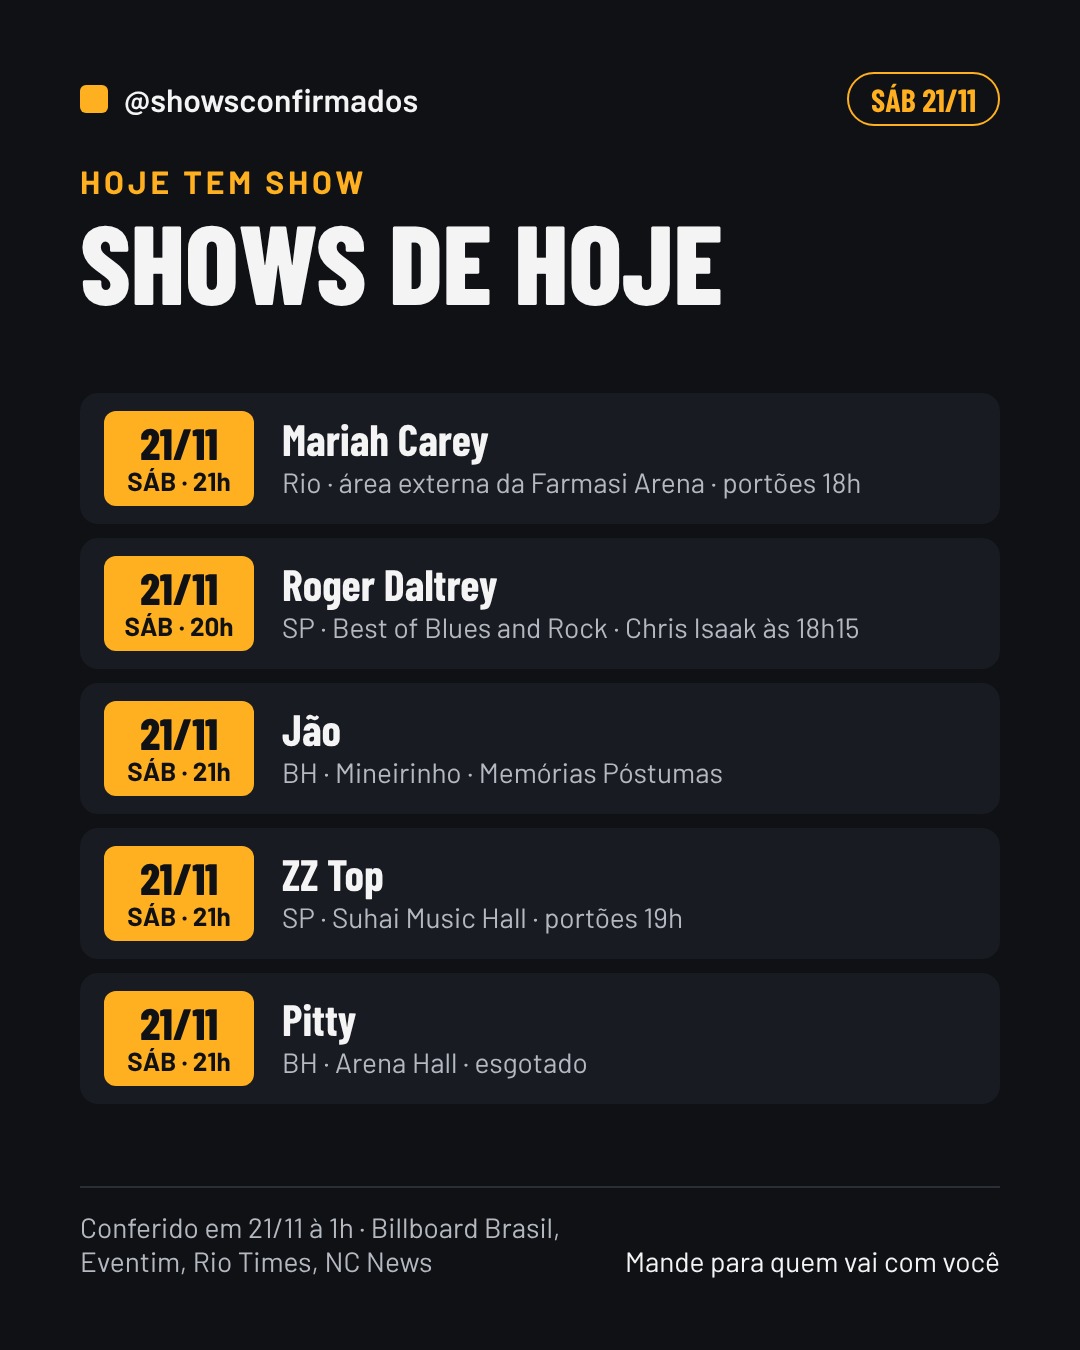 @showsconfirmados
SÁB 21/11
HOJE TEM SHOW
SHOWS DE HOJE
21/11
SÁB · 21h
Mariah Carey
Rio · área externa da Farmasi Arena · portões 18h
21/11
SÁB · 20h
Roger Daltrey
SP · Best of Blues and Rock · Chris Isaak às 18h15
21/11
SÁB · 21h
Jão
BH · Mineirinho · Memórias Póstumas
21/11
SÁB · 21h
ZZ Top
SP · Suhai Music Hall · portões 19h
21/11
SÁB · 21h
Pitty
BH · Arena Hall · esgotado
Conferido em 21/11 à 1h · Billboard Brasil,
Eventim, Rio Times, NC News
Mande para quem vai com você